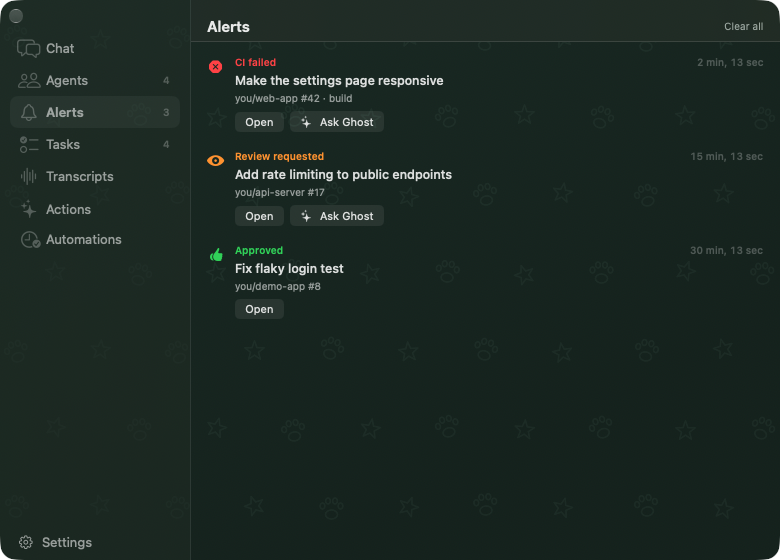 Chat
Agents 4
Alerts 3
Tasks 4
Transcripts
Actions
Automations
Settings
Alerts
Clear all
CI failed
2 min, 13 sec
Make the settings page responsive
you/web-app #42 · build
Open
Ask Ghost
Review requested
15 min, 13 sec
Add rate limiting to public endpoints
you/api-server #17
Open
Ask Ghost
Approved
30 min, 13 sec
Fix flaky login test
you/demo-app #8
Open